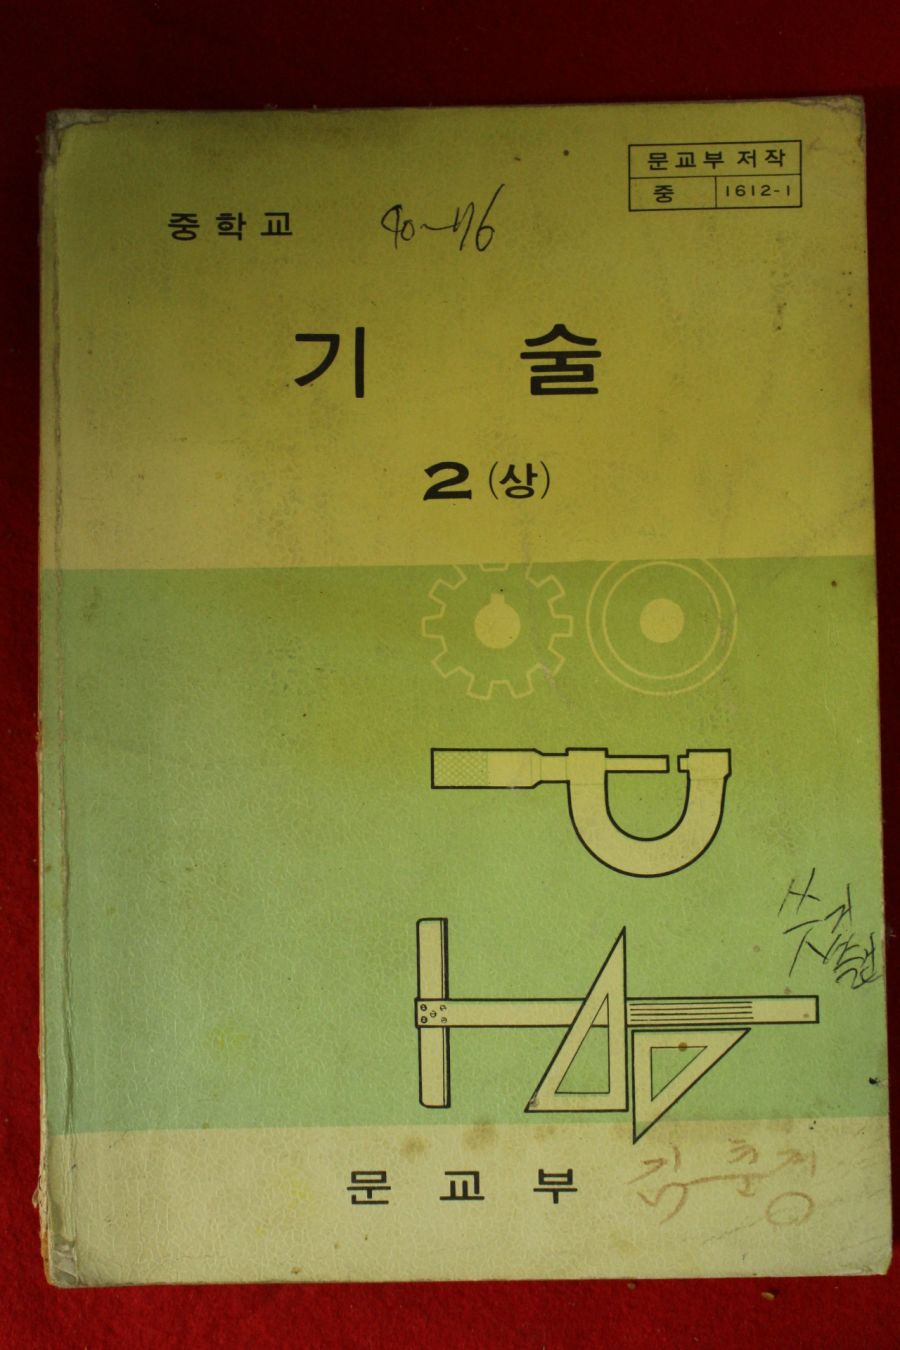 문교부 저작
중 1612-1
중학교 40~76
기 술
2 (상)
문 교 부